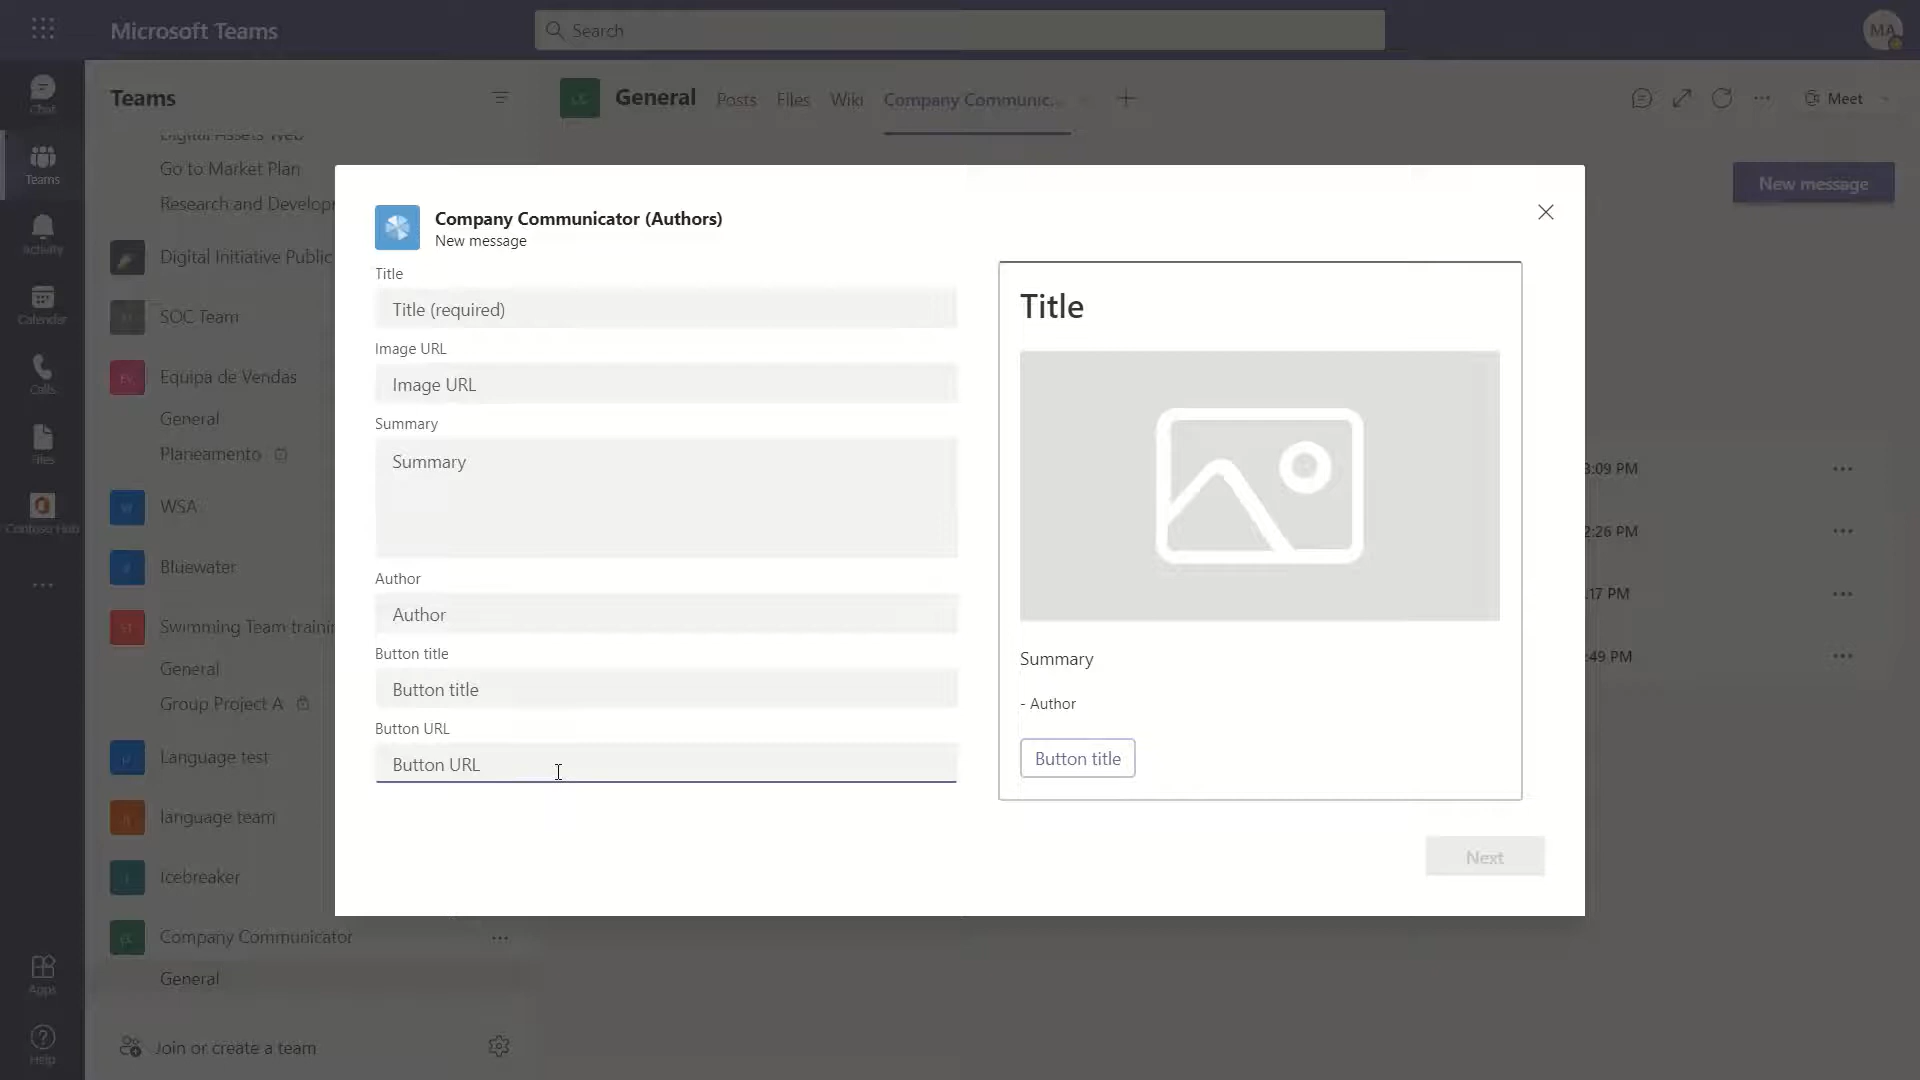 Microsoft Teams
Search
MA
Chat
Teams
Activity
Calendar
Calls
Files
Contoso Hub
Apps
Help
Teams
Digital Assets Web
Go to Market Plan
Research and Develop
Digital Initiative Public
SOC Team
Equipa de Vendas
General
Planeamento
WSA
Bluewater
Swimming Team trainin
General
Group Project A
Language test
language team
Icebreaker
Company Communicator
General
Join or create a team
General
Posts
Files
Wiki
Company Communic...
Meet
New message
Company Communicator (Authors)
New message
Title
Title (required)
Image URL
Image URL
Summary
Summary
Author
Author
Button title
Button title
Button URL
Button URL
Title
Summary
- Author
Button title
Next
3:09 PM
2:26 PM
:17 PM
:49 PM